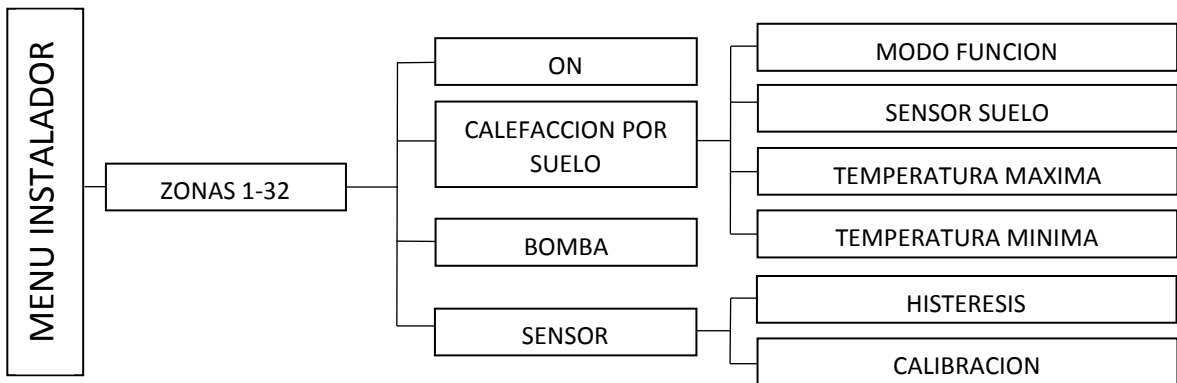 MENU INSTALADOR
ZONAS 1-32
ON
CALEFACCION POR
SUELO
BOMBA
SENSOR
MODO FUNCION
SENSOR SUELO
TEMPERATURA MAXIMA
TEMPERATURA MINIMA
HISTERESIS
CALIBRACION